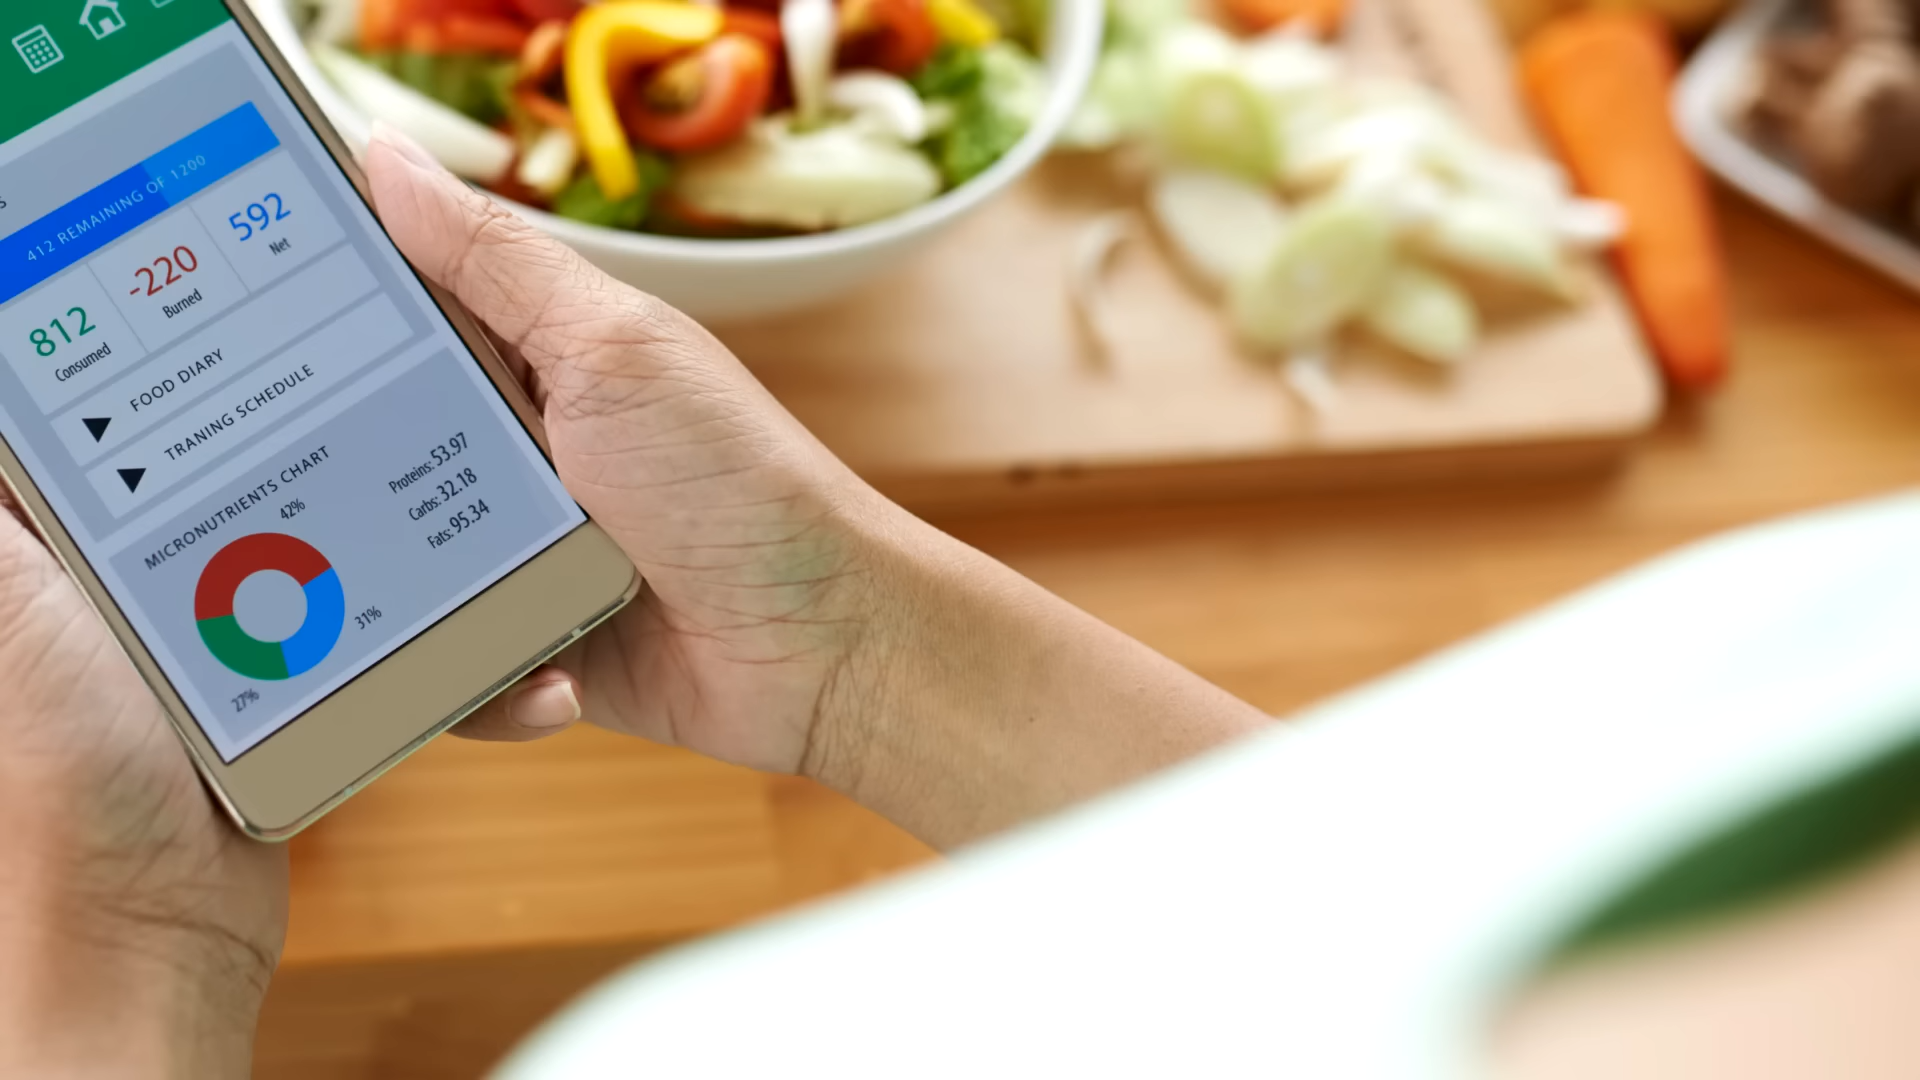 S
412 REMAINING OF 1200
812
Consumed
-220
Burned
592
Net
FOOD DIARY
TRANING SCHEDULE
MICRONUTRIENTS CHART
42%
31%
27%
Proteins: 53.97
Carbs: 32.18
Fats: 95.34